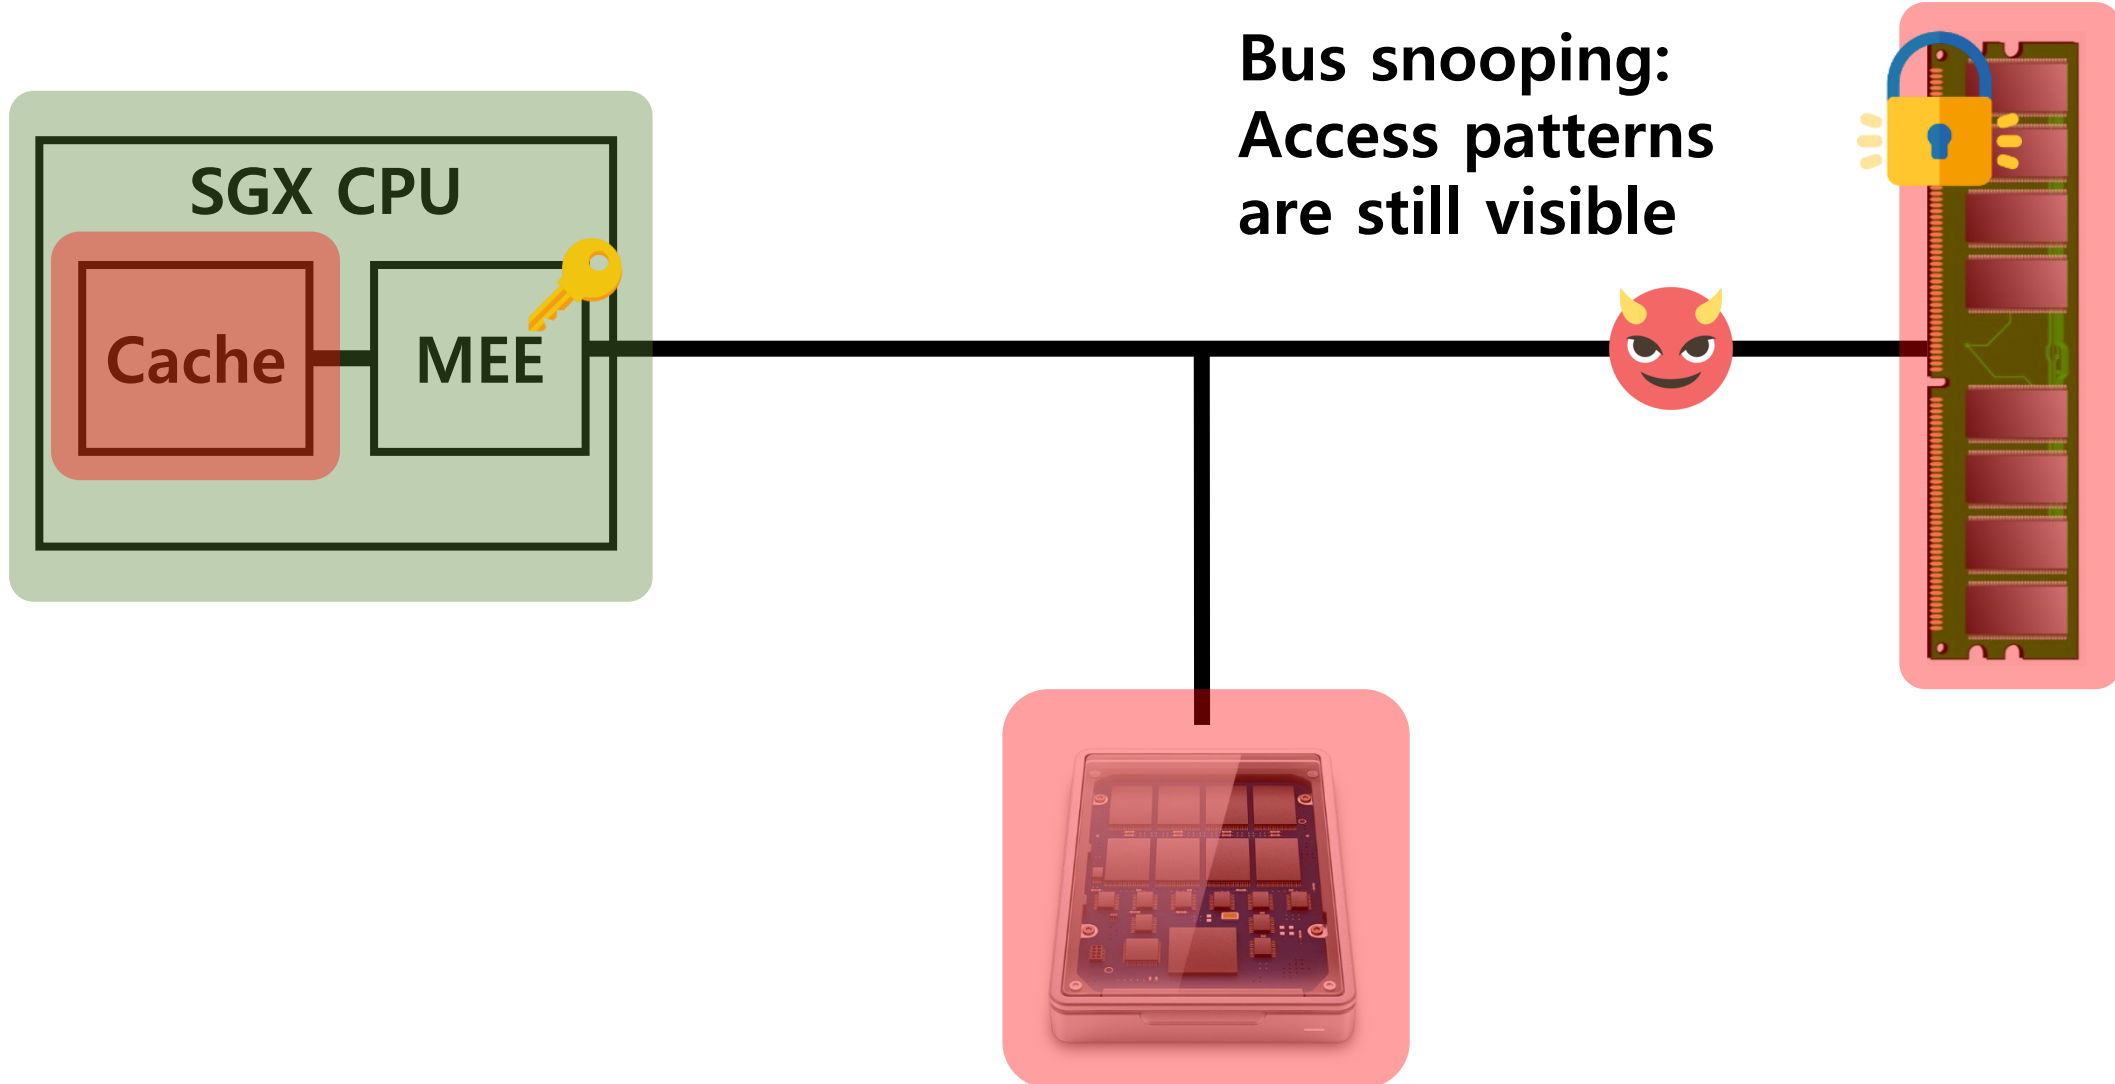 Bus snooping:
Access patterns
are still visible
SGX CPU
Cache
MEE